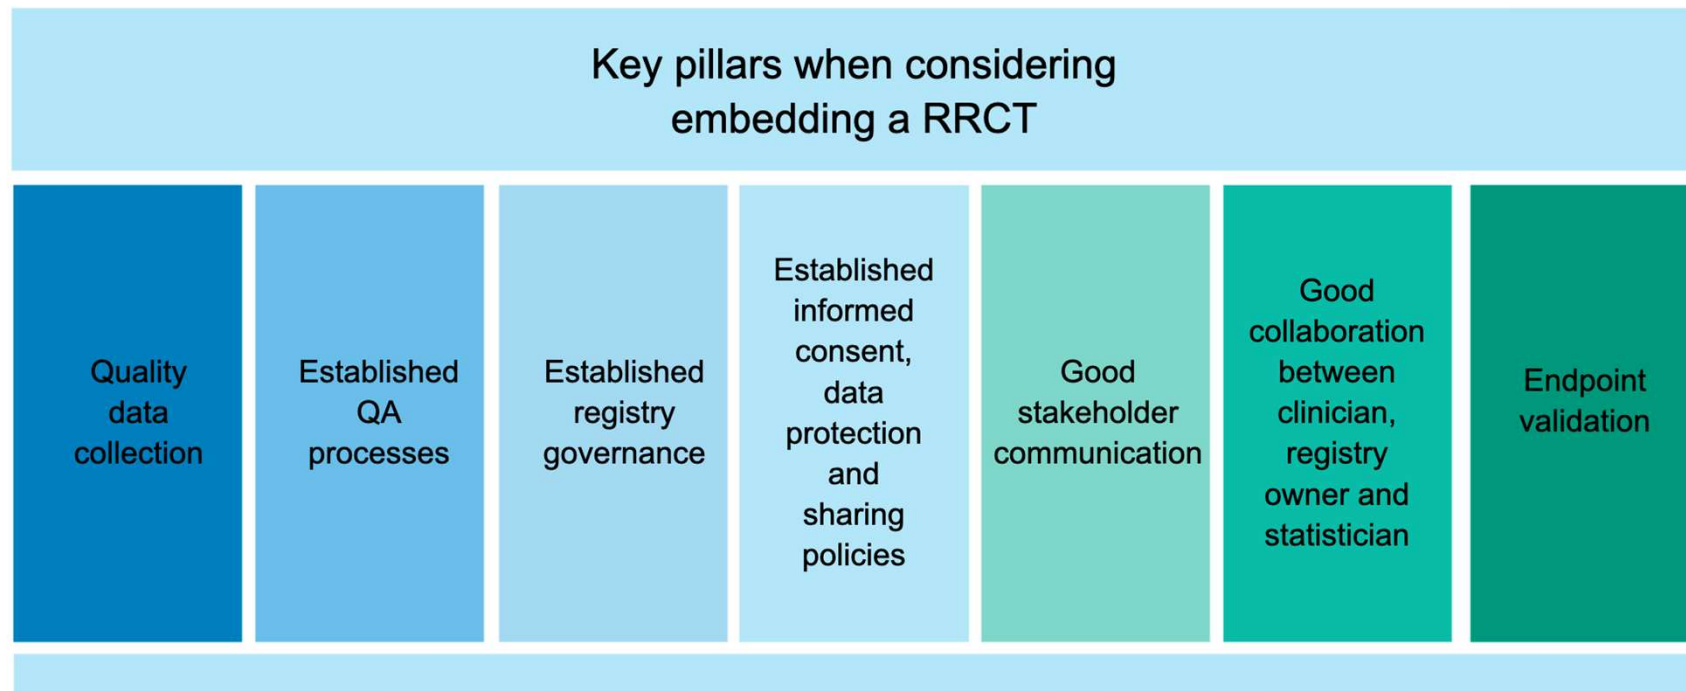 Key pillars when considering
embedding a RRCT
Quality
data
collection
Established
QA
processes
Established
registry
governance
Established
informed
consent,
data
protection
and
sharing
policies
Good
stakeholder
communication
Good
collaboration
between
clinician,
registry
owner and
statistician
Endpoint
validation